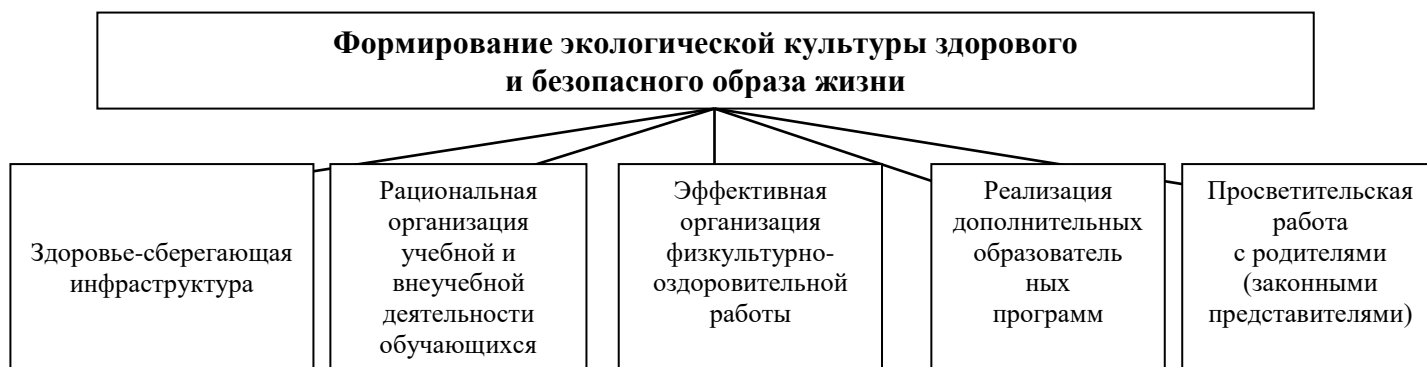 Формирование экологической культуры здорового
и безопасного образа жизни
Здоровье-сберегающая
инфраструктура
Рациональная
организация
учебной и
внеучебной
деятельности
обучающихся
Эффективная
организация
физкультурно-
оздоровительной
работы
Реализация
дополнительных
образователь
ных
программ
Просветительская
работа
с родителями
(законными
представителями)